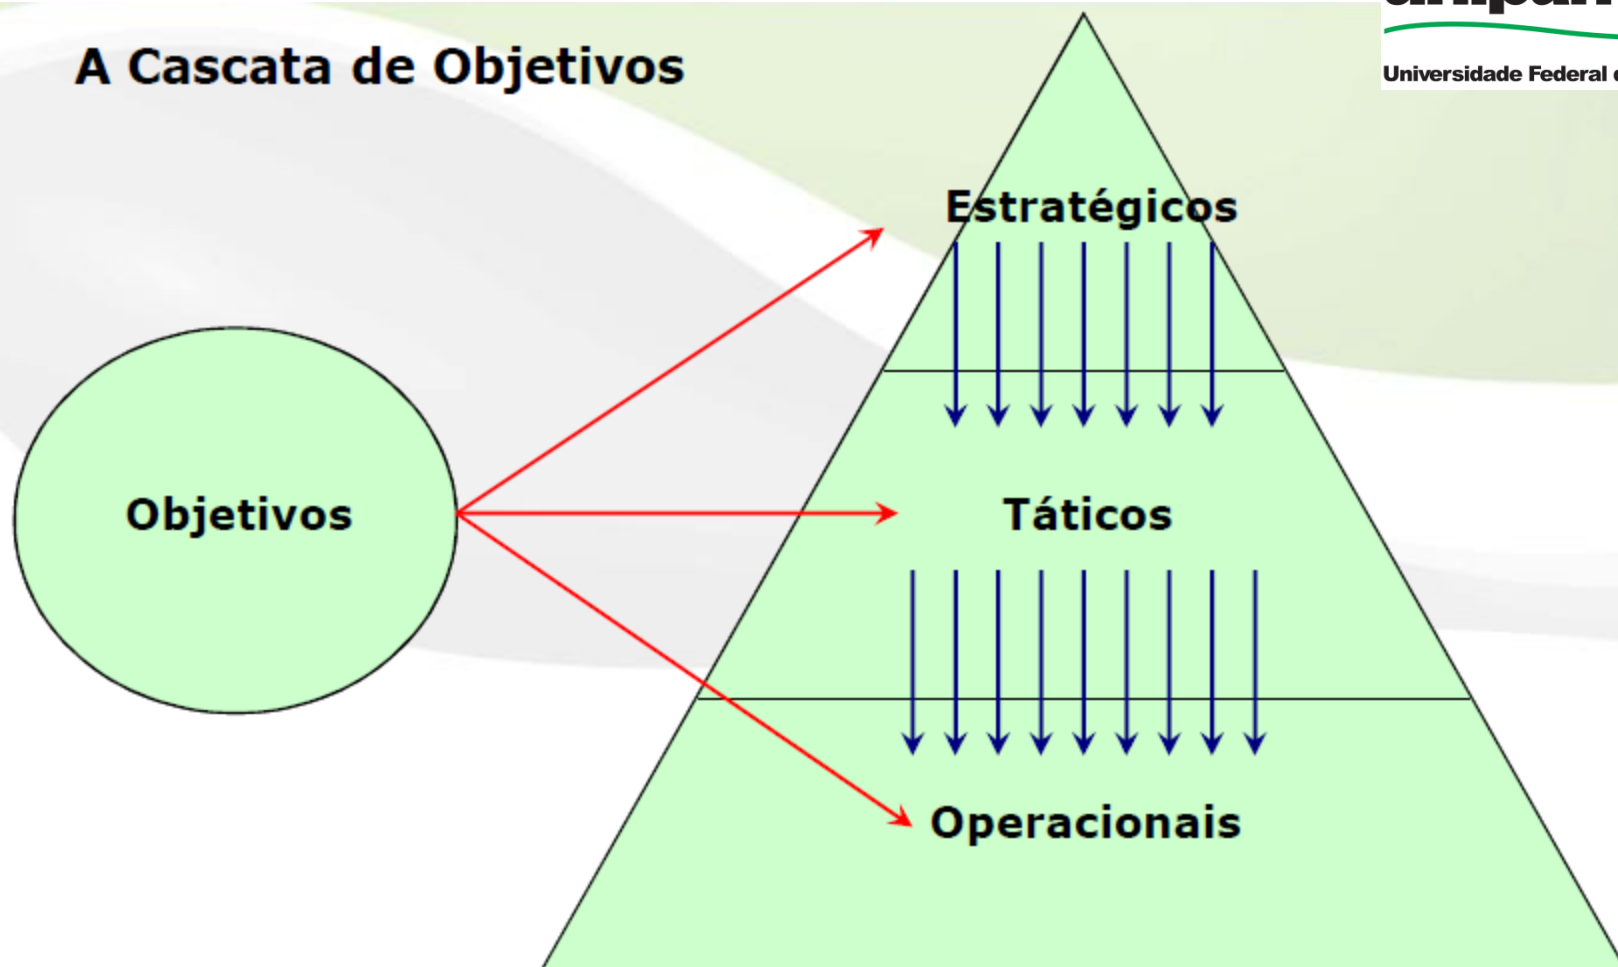 A Cascata de Objetivos
Universidade Federal
Estratégicos
Objetivos
Táticos
Operacionais